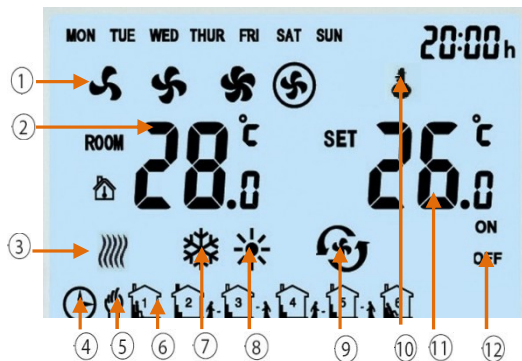 MON TUE WED THUR FRI SAT SUN 20:00h
①
② ROOM 28.0 °C SET 26.0 °C
③ ON
OFF
1 2 3 4 5 6
④ ⑤ ⑥ ⑦ ⑧ ⑨ ⑩ ⑪ ⑫